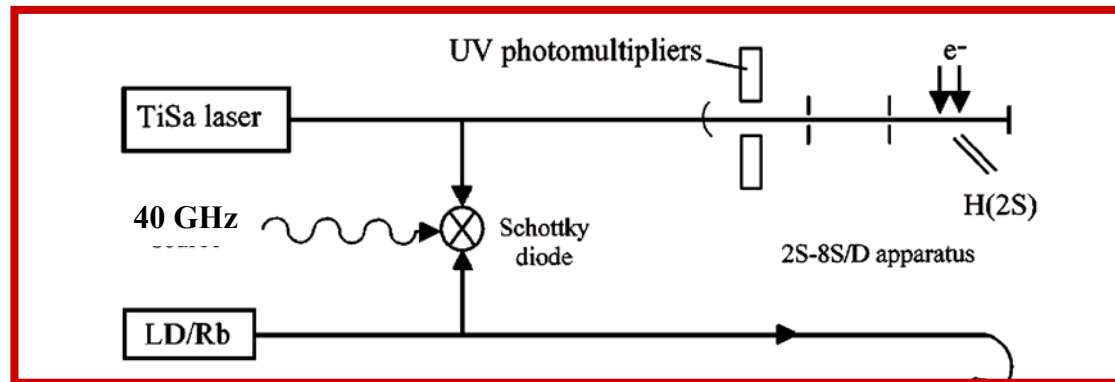 UV photomultipliers
e-
TiSa laser
H(2S)
40 GHz
Schottky
diode
2S-8S/D apparatus
LD/Rb